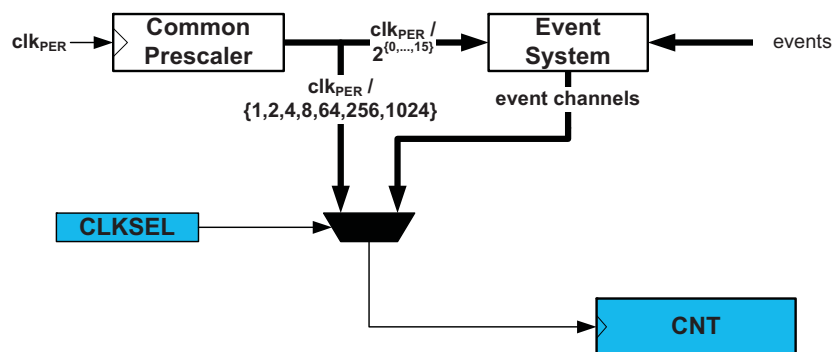 clkPER
Common
Prescaler
clkPER /
2{0,...,15}
Event
System
events
clkPER /
{1,2,4,8,64,256,1024}
event channels
CLKSEL
CNT